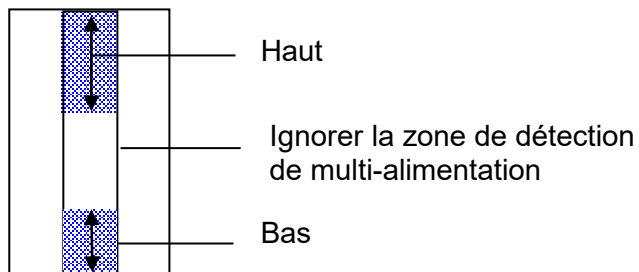 Haut
Ignorer la zone de détection
de multi-alimentation
Bas